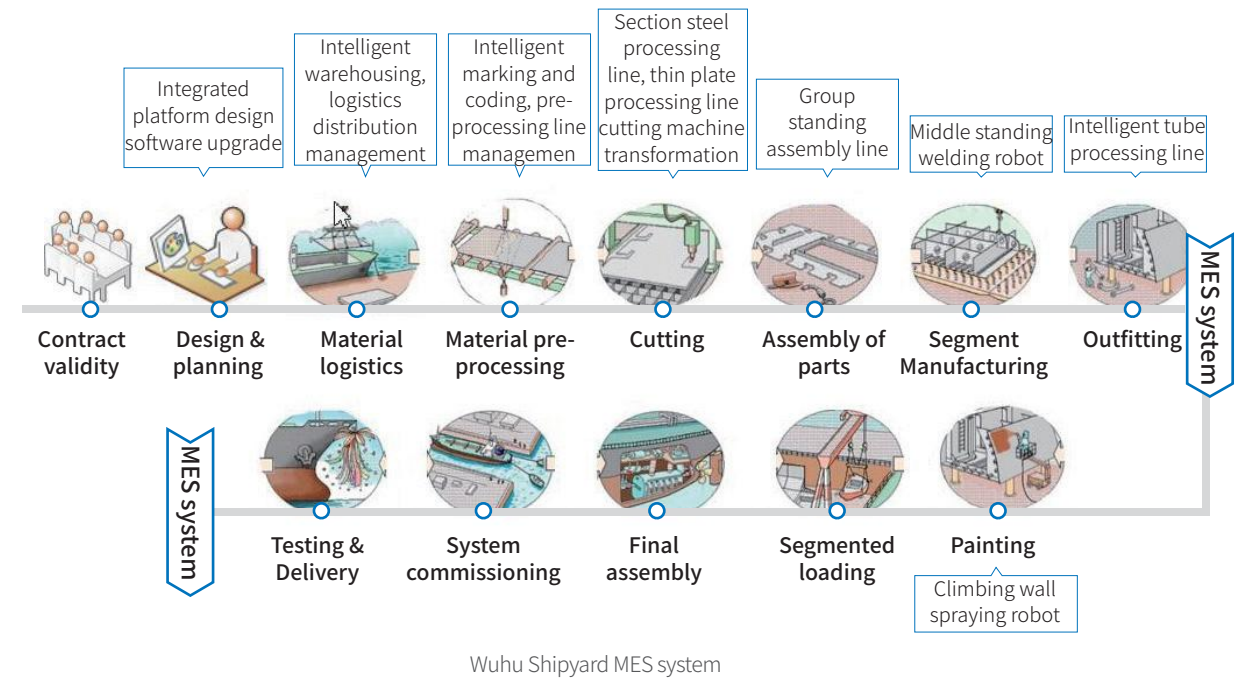 Integrated
platform design
software upgrade
Intelligent
warehousing,
logistics
distribution
management
Intelligent
marking and
coding, pre-
processing line
managemen
Section steel
processing
line, thin plate
processing line
cutting machine
transformation
Group
standing
assembly line
Middle standing
welding robot
Intelligent tube
processing line
Contract
validity
Design &
planning
Material
logistics
Material pre-
processing
Cutting
Assembly of
parts
Segment
Manufacturing
Outfitting
MES system
MES system
Testing &
Delivery
System
commissioning
Final
assembly
Segmented
loading
Painting
Climbing wall
spraying robot
Wuhu Shipyard MES system